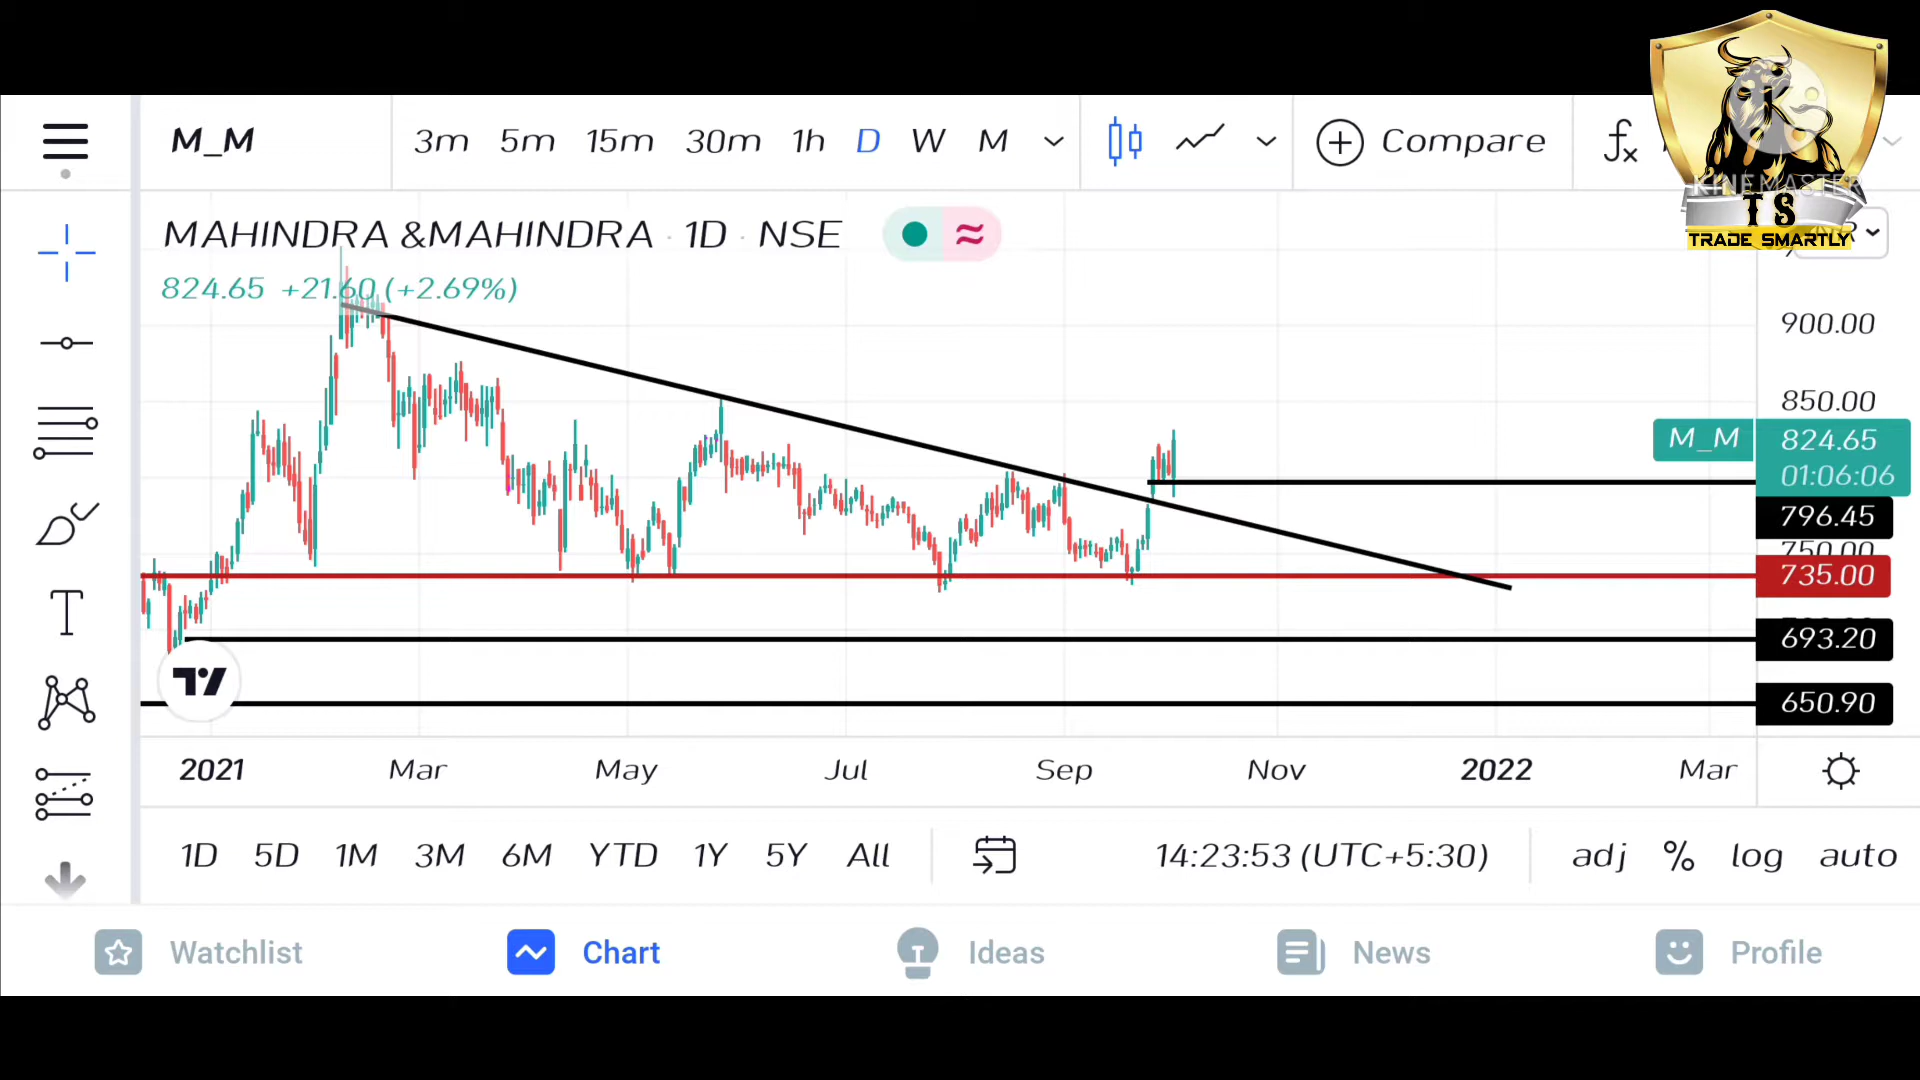 M_M 3m 5m 15m 30m 1h D W M Compare
KINEMASTER
T S
TRADE SMARTLY
MAHINDRA &MAHINDRA · 1D · NSE
824.65 +21.60 (+2.69%)
900.00
850.00
M_M 824.65
01:06:06
796.45
750.00
735.00
693.20
650.90
2021 Mar May Jul Sep Nov 2022 Mar
1D 5D 1M 3M 6M YTD 1Y 5Y All 14:23:53 (UTC+5:30) adj % log auto
Watchlist Chart Ideas News Profile